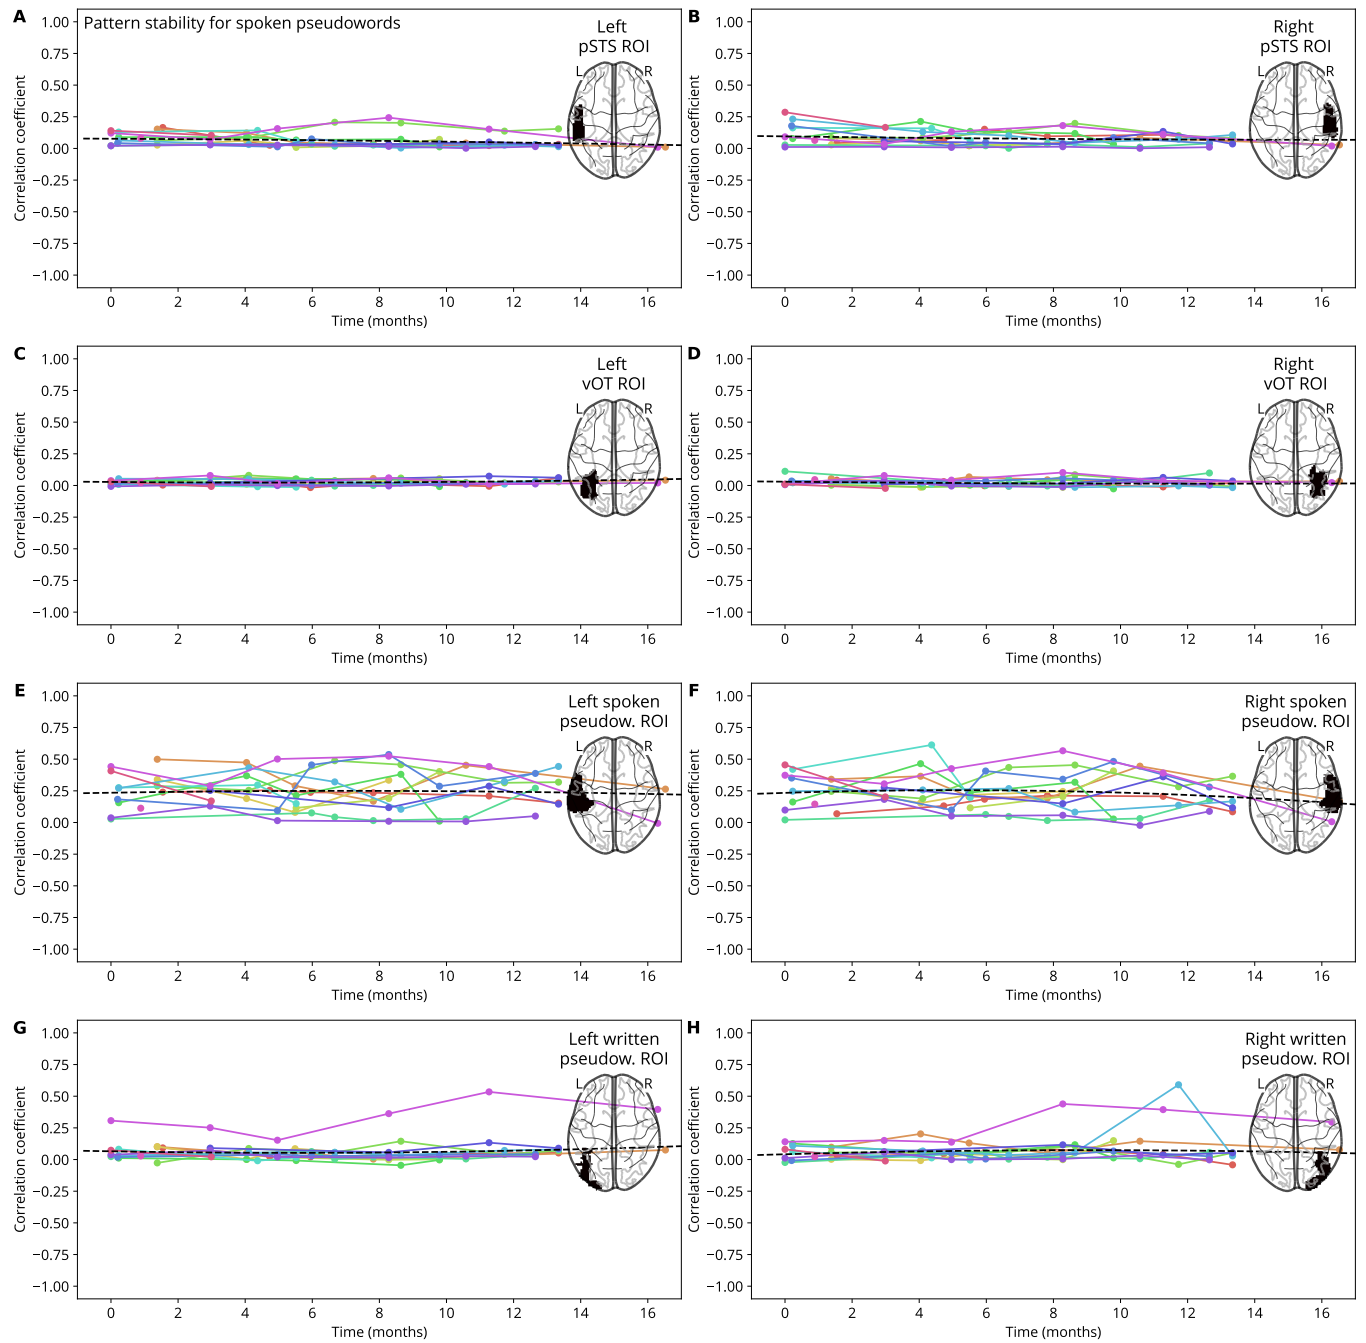 A
Pattern stability for spoken pseudowords
Left
pSTS ROI
L R
1.00
0.75
0.50
0.25
0.00
−0.25
−0.50
−0.75
−1.00
Correlation coefficient
0 2 4 6 8 10 12 14 16
Time (months)
B
Right
pSTS ROI
L R
1.00
0.75
0.50
0.25
0.00
−0.25
−0.50
−0.75
−1.00
Correlation coefficient
0 2 4 6 8 10 12 14 16
Time (months)
C
Left
vOT ROI
L R
1.00
0.75
0.50
0.25
0.00
−0.25
−0.50
−0.75
−1.00
Correlation coefficient
0 2 4 6 8 10 12 14 16
Time (months)
D
Right
vOT ROI
L R
1.00
0.75
0.50
0.25
0.00
−0.25
−0.50
−0.75
−1.00
Correlation coefficient
0 2 4 6 8 10 12 14 16
Time (months)
E
Left spoken
pseudow. ROI
L R
1.00
0.75
0.50
0.25
0.00
−0.25
−0.50
−0.75
−1.00
Correlation coefficient
0 2 4 6 8 10 12 14 16
Time (months)
F
Right spoken
pseudow. ROI
L R
1.00
0.75
0.50
0.25
0.00
−0.25
−0.50
−0.75
−1.00
Correlation coefficient
0 2 4 6 8 10 12 14 16
Time (months)
G
Left written
pseudow. ROI
L R
1.00
0.75
0.50
0.25
0.00
−0.25
−0.50
−0.75
−1.00
Correlation coefficient
0 2 4 6 8 10 12 14 16
Time (months)
H
Right written
pseudow. ROI
L R
1.00
0.75
0.50
0.25
0.00
−0.25
−0.50
−0.75
−1.00
Correlation coefficient
0 2 4 6 8 10 12 14 16
Time (months)